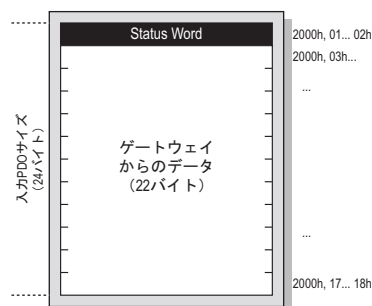 Status Word
2000h, 01... 02h
2000h, 03h...
...
入力PDOサイズ
(24バイト)
ゲートウェイ
からのデータ
(22バイト)
...
2000h, 17... 18h